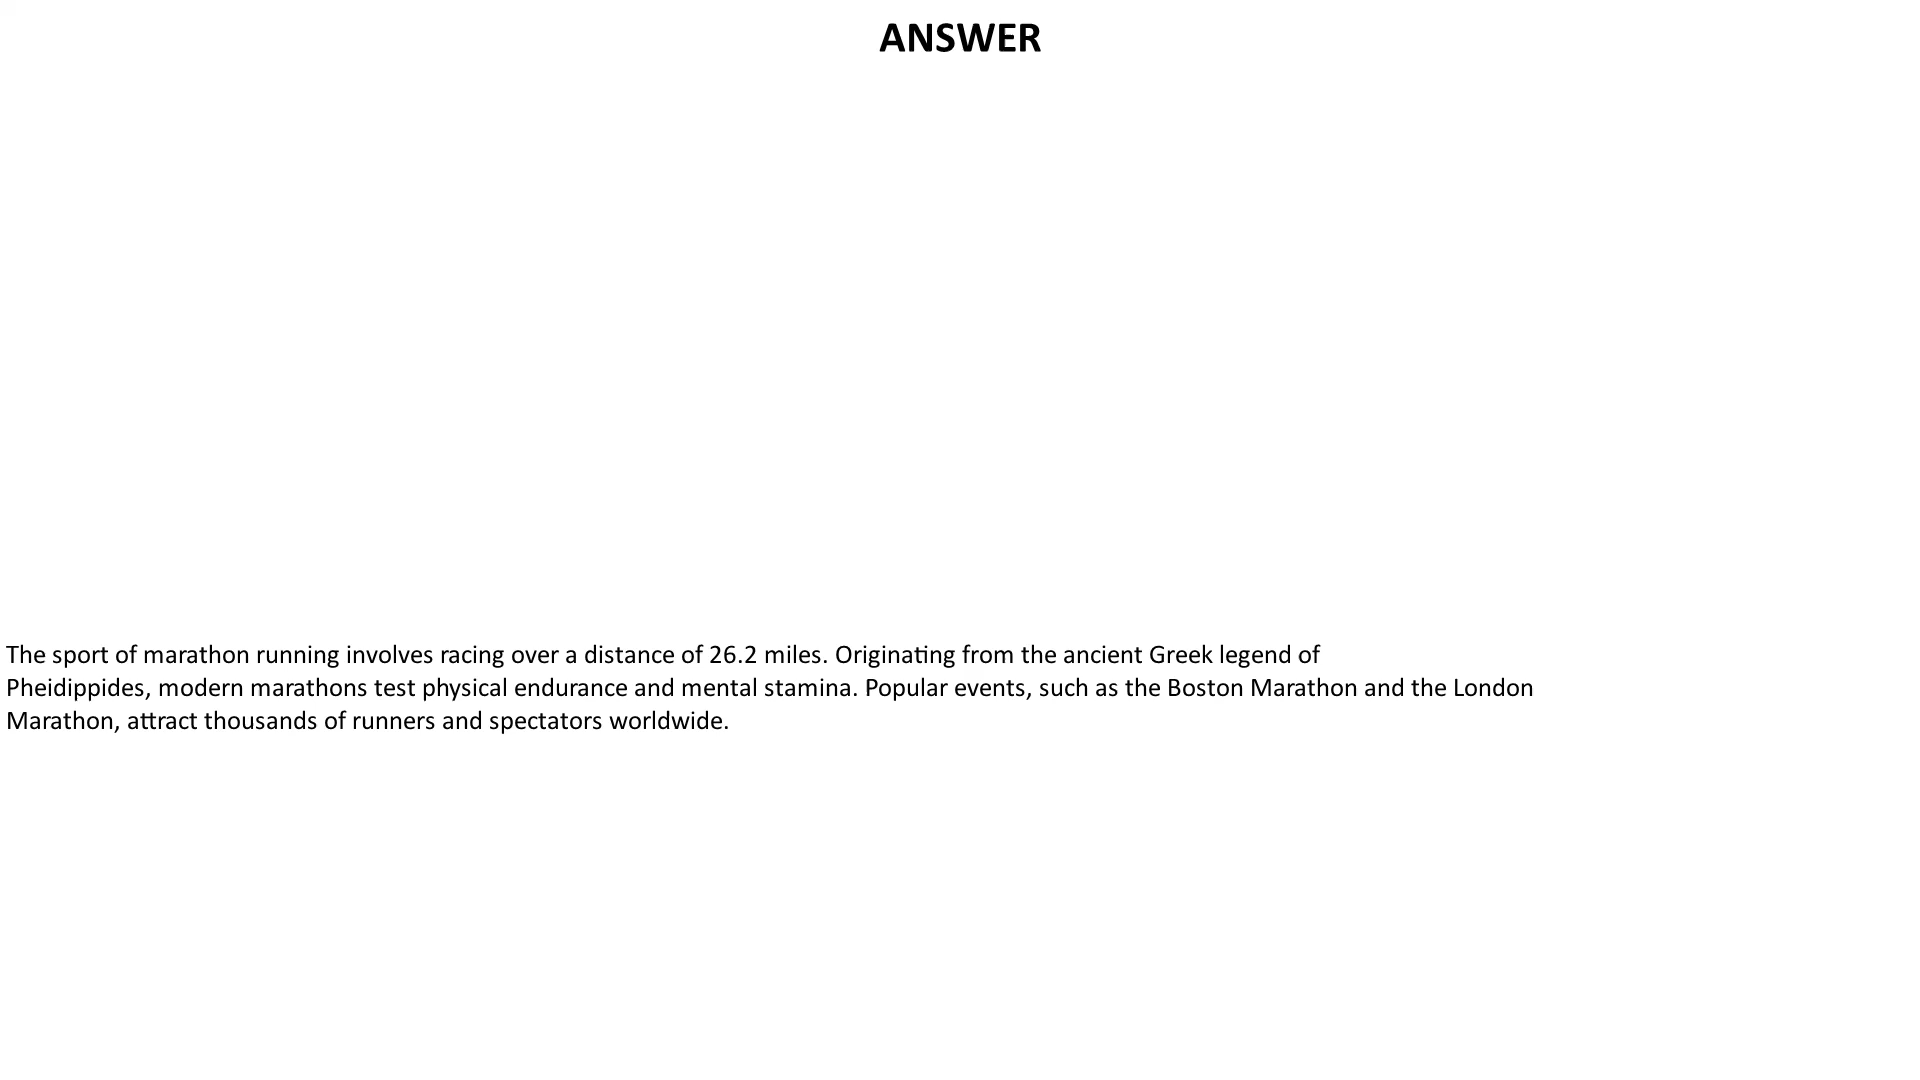 ANSWER
The sport of marathon running involves racing over a distance of 26.2 miles. Originating from the ancient Greek legend of
Pheidippides, modern marathons test physical endurance and mental stamina. Popular events, such as the Boston Marathon and the London
Marathon, attract thousands of runners and spectators worldwide.